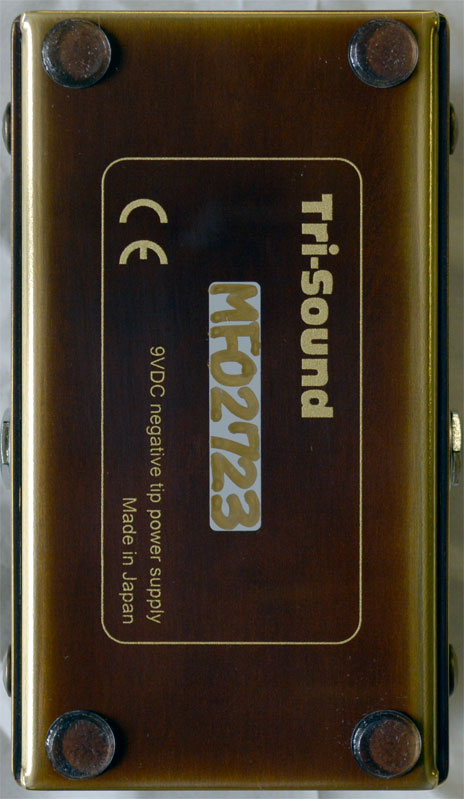 Tri-Sound
MF02723
CE
9VDC negative tip power supply
Made in Japan